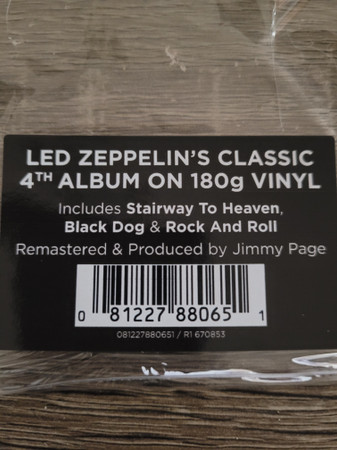 LED ZEPPELIN'S CLASSIC
4TH ALBUM ON 180g VINYL
Includes Stairway To Heaven,
Black Dog & Rock And Roll
Remastered & Produced by Jimmy Page
0 81227 88065 1
081227880651 / R1 670853